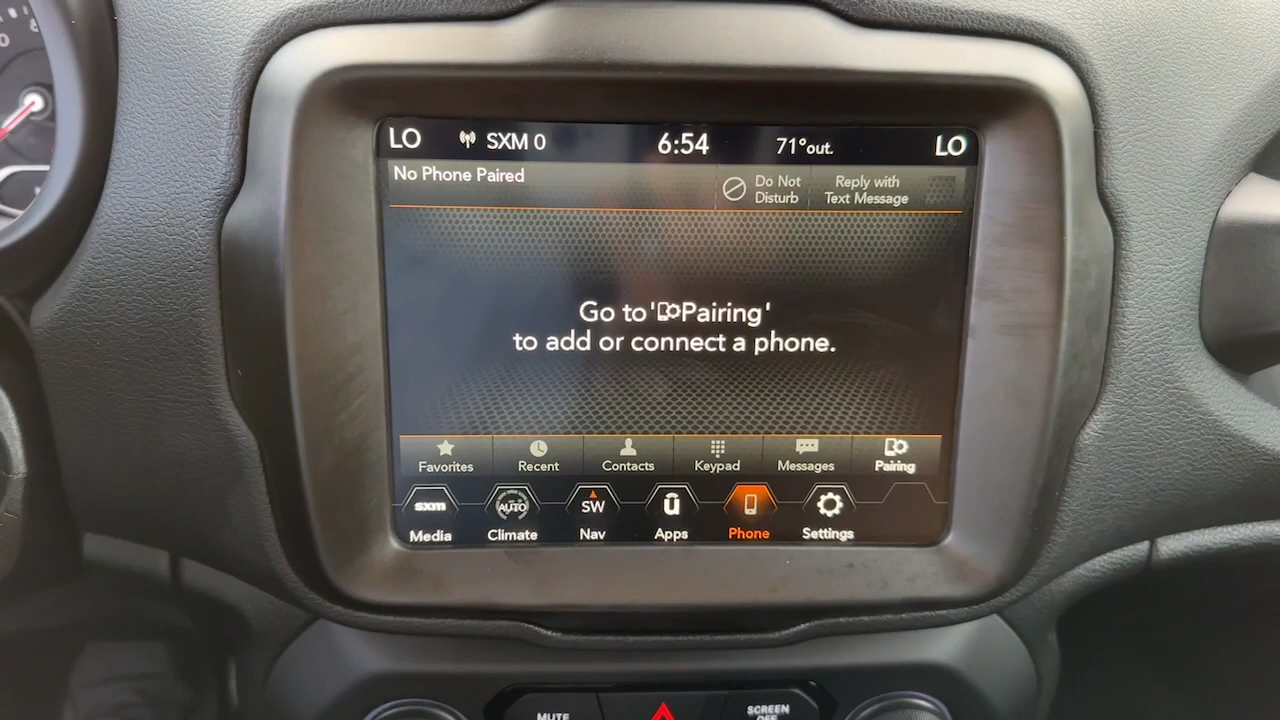 LO SXM 0 6:54 71°out. LO
No Phone Paired
Do Not Disturb
Reply with Text Message
Go to 'Pairing'
to add or connect a phone.
Favorites Recent Contacts Keypad Messages Pairing
sxm AUTO SW û
Media Climate Nav Apps Phone Settings
MUTE
SCREEN
OFF